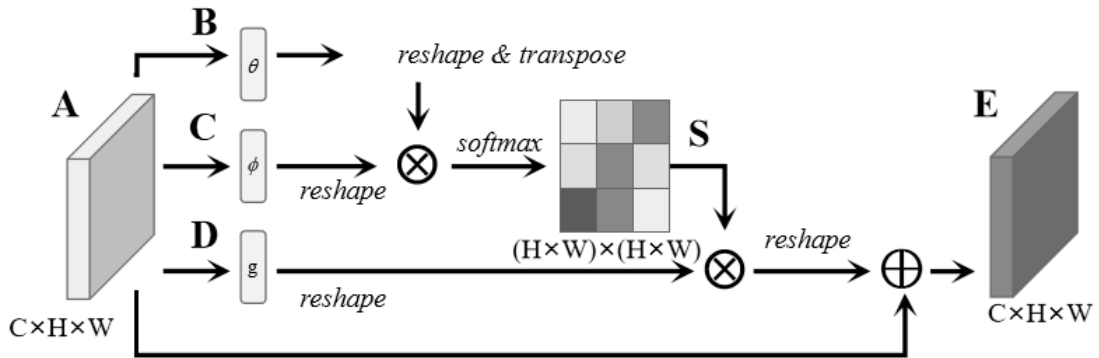 B
θ
reshape & transpose
A
C
ϕ
reshape
softmax
S
E
(H×W)×(H×W)
D
g
reshape
reshape
C×H×W
C×H×W